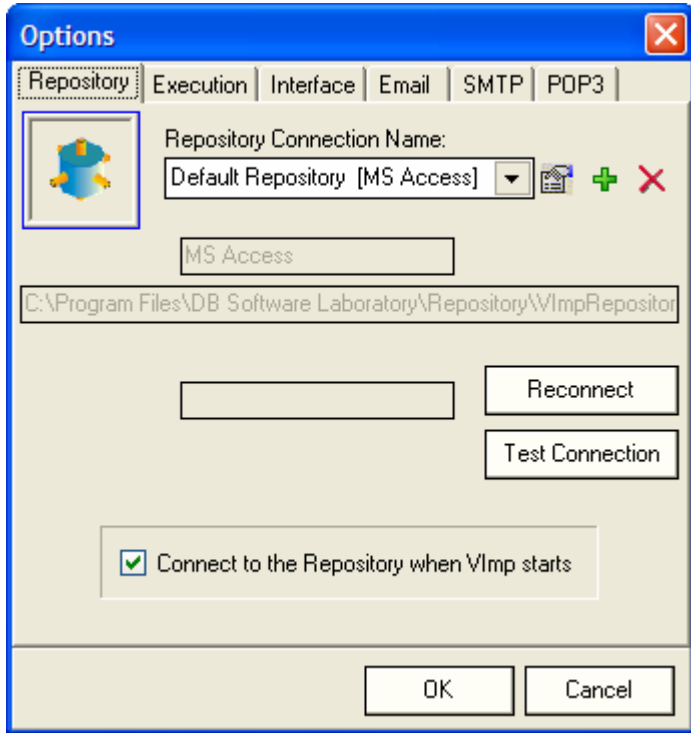 Options
Repository Execution Interface Email SMTP POP3
Repository Connection Name:
Default Repository [MS Access]
MS Access
C:\Program Files\DB Software Laboratory\Repository\VImpRepositor
Reconnect
Test Connection
Connect to the Repository when VImp starts
OK Cancel